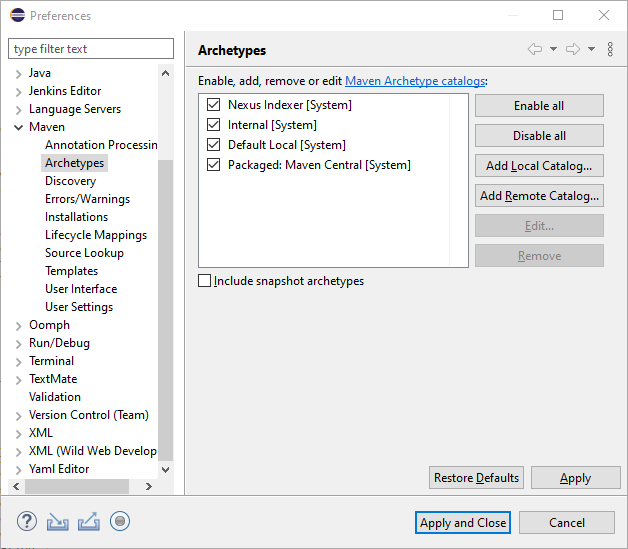 Preferences
type filter text
Java
Jenkins Editor
Language Servers
Maven
Annotation Processin
Archetypes
Discovery
Errors/Warnings
Installations
Lifecycle Mappings
Source Lookup
Templates
User Interface
User Settings
Oomph
Run/Debug
Terminal
TextMate
Validation
Version Control (Team)
XML
XML (Wild Web Develop
Yaml Editor
Archetypes
Enable, add, remove or edit Maven Archetype catalogs:
Nexus Indexer [System]
Internal [System]
Default Local [System]
Packaged: Maven Central [System]
Enable all
Disable all
Add Local Catalog...
Add Remote Catalog...
Edit...
Remove
Include snapshot archetypes
Restore Defaults
Apply
?
Apply and Close
Cancel